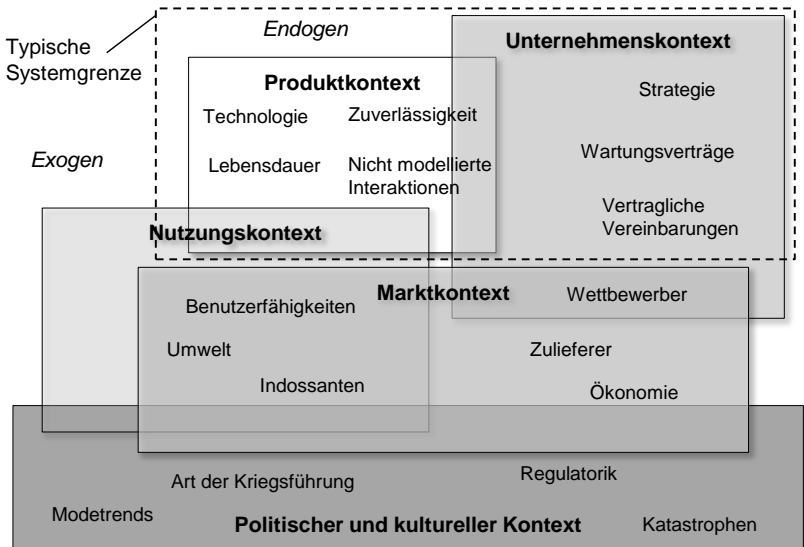 Typische
Systemgrenze
Endogen
Unternehmenskontext
Produktkontext
Strategie
Technologie
Zuverlässigkeit
Exogen
Lebensdauer
Nicht modellierte
Interaktionen
Wartungsverträge
Vertragliche
Vereinbarungen
Nutzungskontext
Marktkontext
Wettbewerber
Benutzerfähigkeiten
Umwelt
Zulieferer
Indossanten
Ökonomie
Art der Kriegsführung
Regulatorik
Modetrends
Politischer und kultureller Kontext
Katastrophen